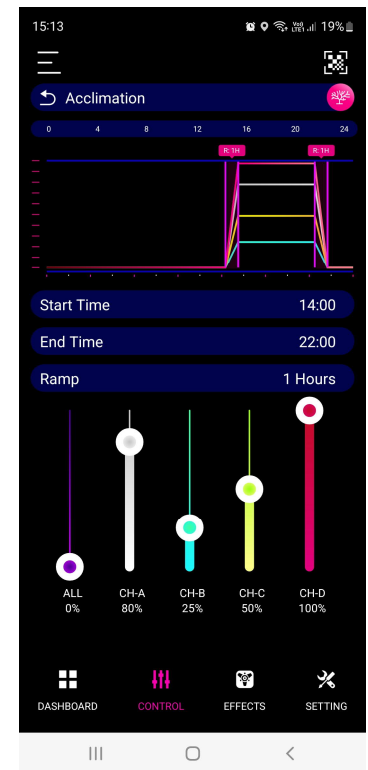 15:13 Vo)) LTE1 19%
Acclimation
0 4 8 12 16 20 24
R: 1H R: 1H
Start Time 14:00
End Time 22:00
Ramp 1 Hours
ALL CH-A CH-B CH-C CH-D
0% 80% 25% 50% 100%
DASHBOARD CONTROL EFFECTS SETTING